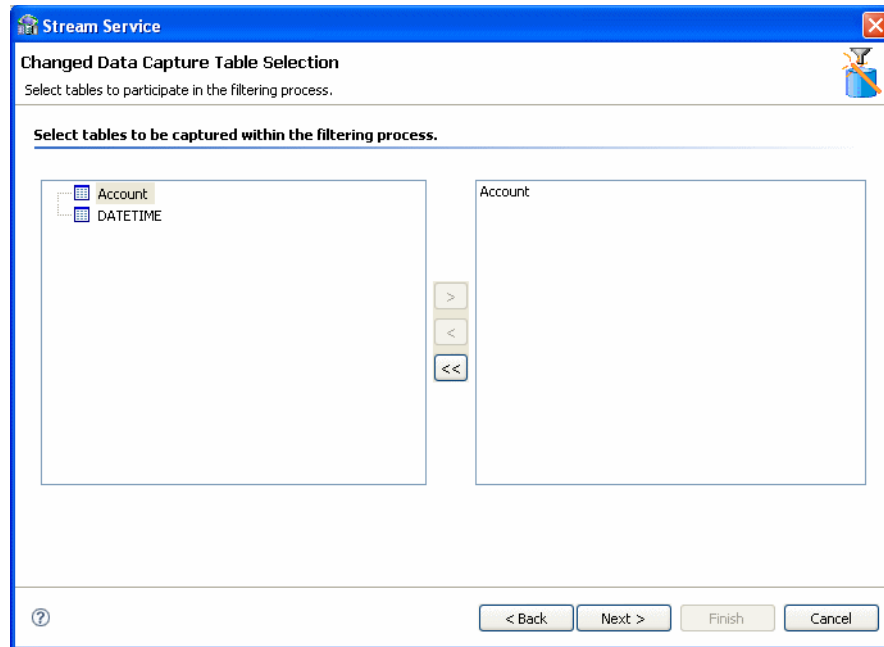 Stream Service
Changed Data Capture Table Selection
Select tables to participate in the filtering process.
Select tables to be captured within the filtering process.
Account
DATETIME
Account
>
<
<<
?
< Back
Next >
Finish
Cancel